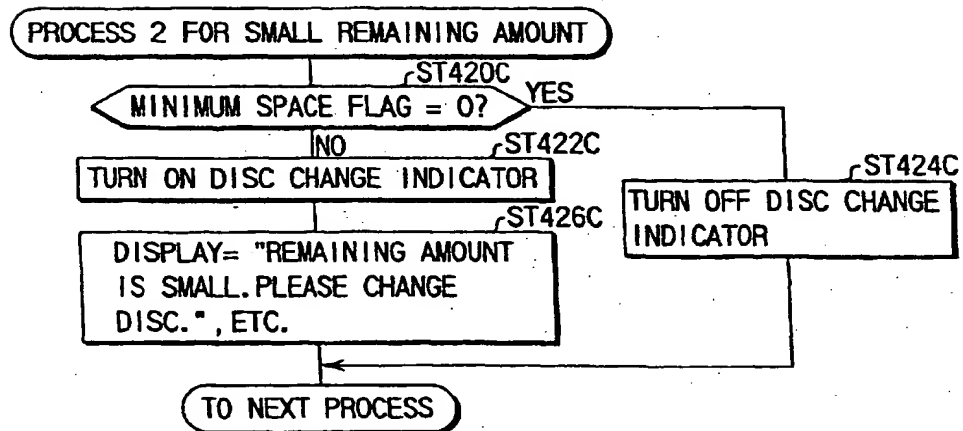 PROCESS 2 FOR SMALL REMAINING AMOUNT
ST420C
MINIMUM SPACE FLAG = 0?
YES
NO
ST422C
TURN ON DISC CHANGE INDICATOR
ST424C
TURN OFF DISC CHANGE
INDICATOR
ST426C
DISPLAY= "REMAINING AMOUNT
IS SMALL.PLEASE CHANGE
DISC.", ETC.
TO NEXT PROCESS